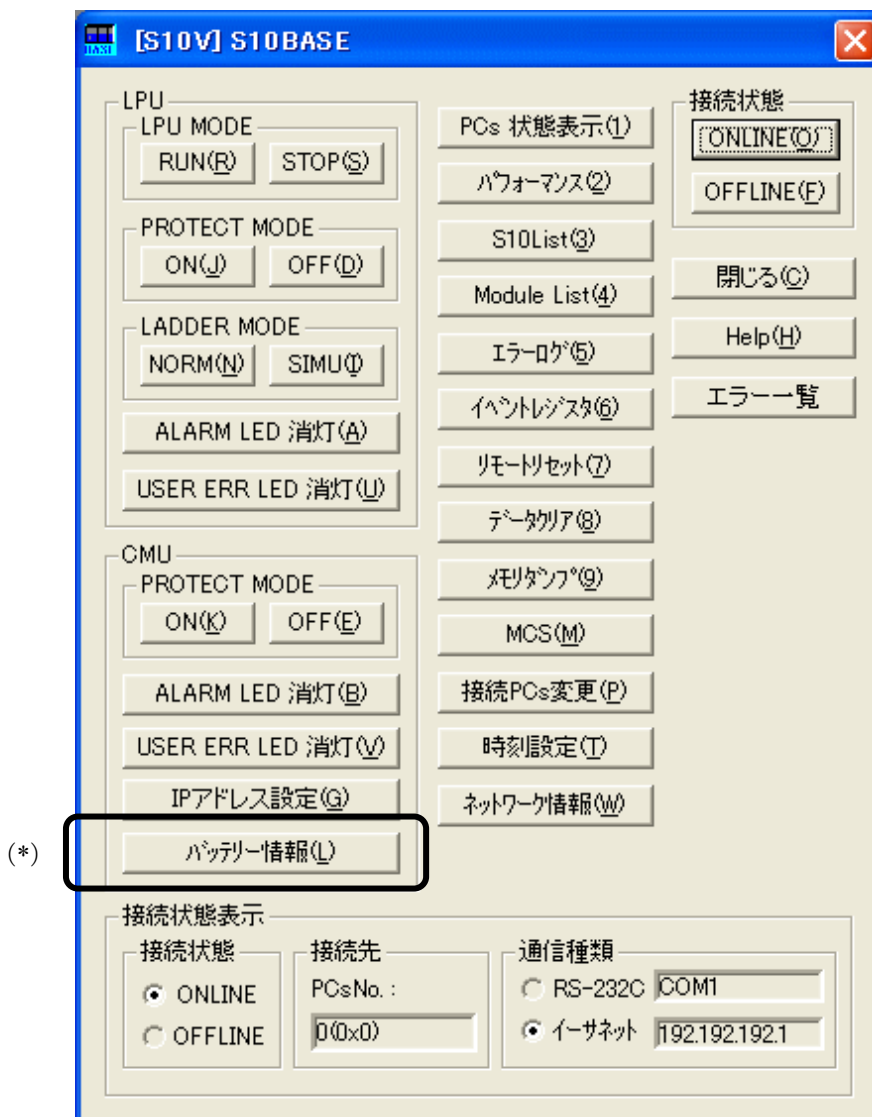 [S10V] S10BASE
LPU
LPU MODE
RUN(R) STOP(S)
PROTECT MODE
ON(J) OFF(D)
LADDER MODE
NORM(N) SIMU(I)
ALARM LED 消灯(A)
USER ERR LED 消灯(U)
CMU
PROTECT MODE
ON(K) OFF(E)
ALARM LED 消灯(B)
USER ERR LED 消灯(V)
IPアドレス設定(G)
(*)
ﾊﾞｯﾃﾘｰ情報(L)
PCs 状態表示(1)
ﾊﾟﾌｫｰﾏﾝｽ(2)
S10List(3)
Module List(4)
ｴﾗｰﾛｸﾞ(5)
ｲﾍﾞﾝﾄﾚｼﾞｽﾀ(6)
ﾘﾓｰﾄﾘｾｯﾄ(7)
ﾃﾞｰﾀｸﾘｱ(8)
ﾒﾓﾘﾀﾞﾝﾌﾟ(9)
MCS(M)
接続PCs変更(P)
時刻設定(T)
ﾈｯﾄﾜｰｸ情報(W)
接続状態
ONLINE(O)
OFFLINE(F)
閉じる(C)
Help(H)
エラー一覧
接続状態表示
接続状態
ONLINE
OFFLINE
接続先
PCsNo. :
0(0x0)
通信種類
RS-232C COM1
ｲｰｻﾈｯﾄ 192.192.192.1